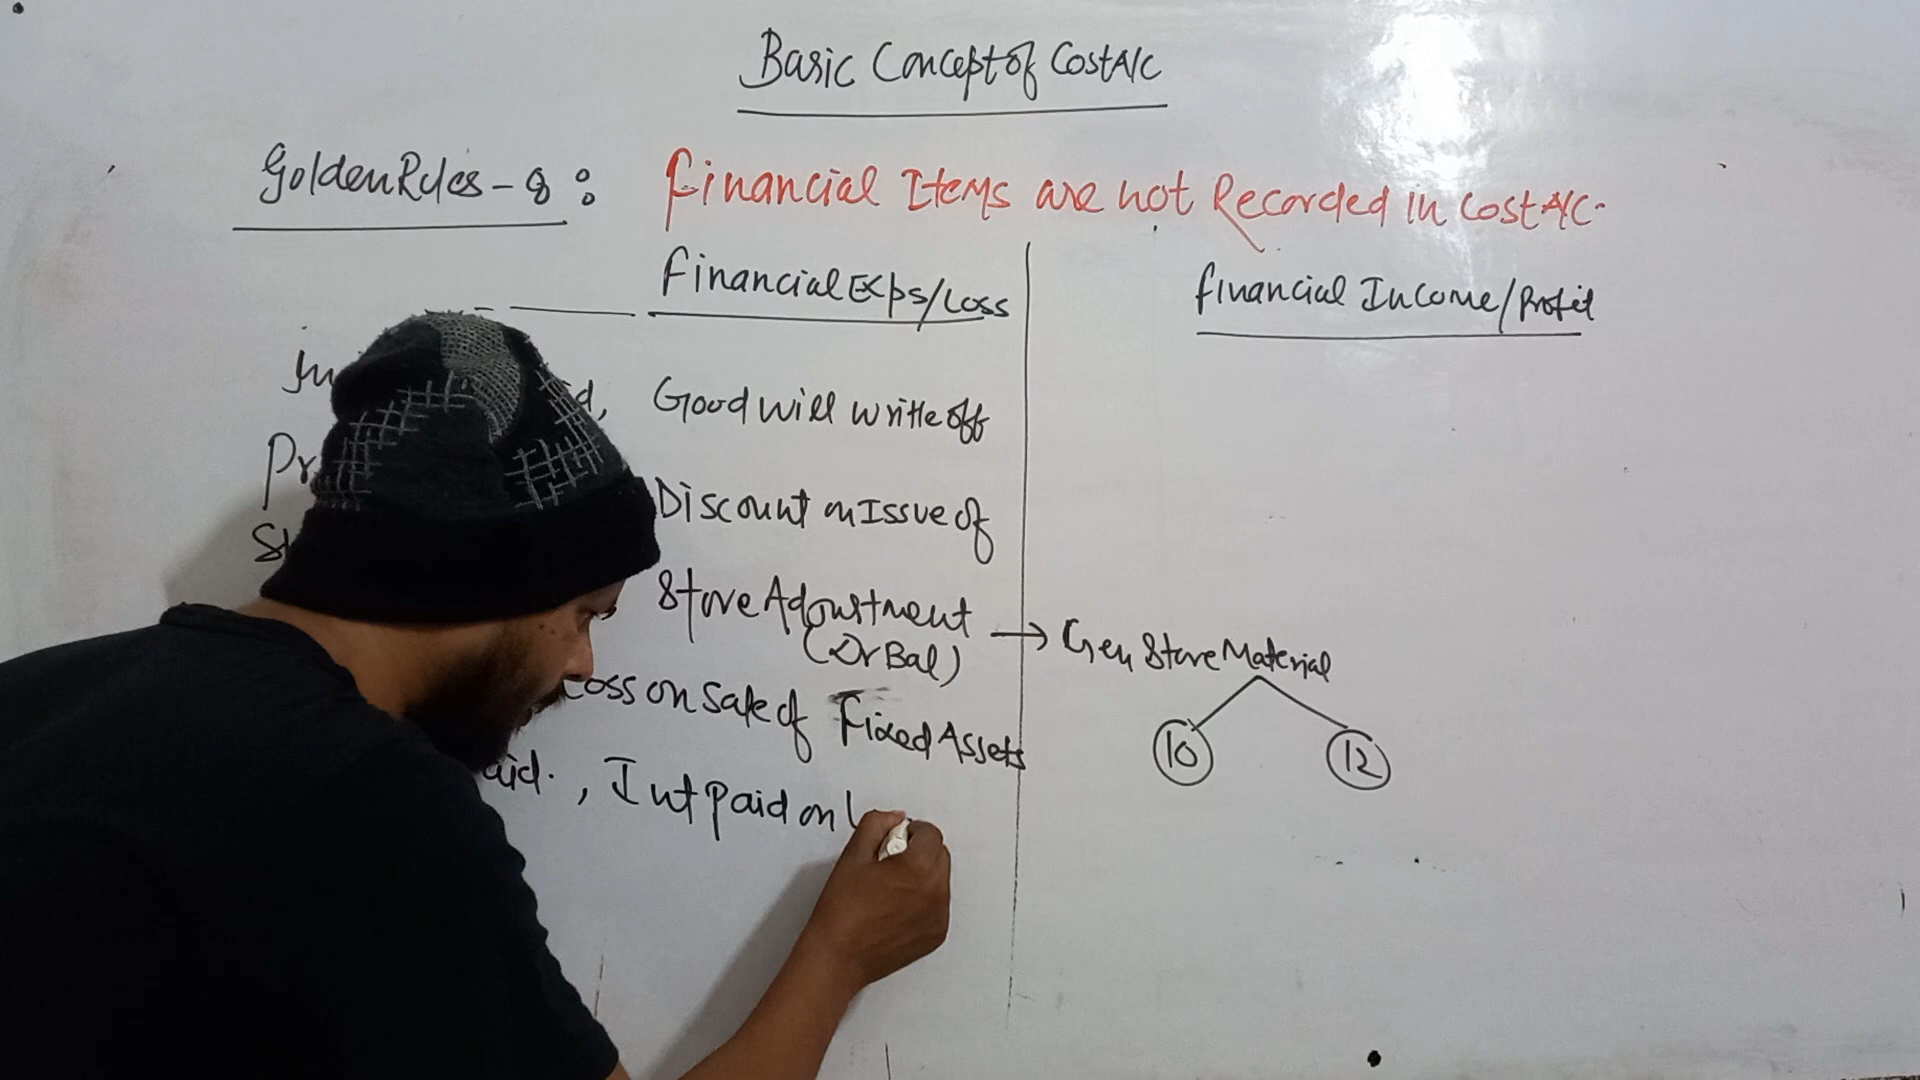 Basic Concept of Cost A/C
Golden Rules - 8 :
Financial Items are not Recorded in Cost A/C.
Financial Exps/Loss
Financial Income/Profit
Goodwill write off
Discount on Issue of
Store Adoustment
(Dr Bal)
→ Gen Store Material
10 12
Loss on Sale of Fixed Assets
aid. , Int Paid on